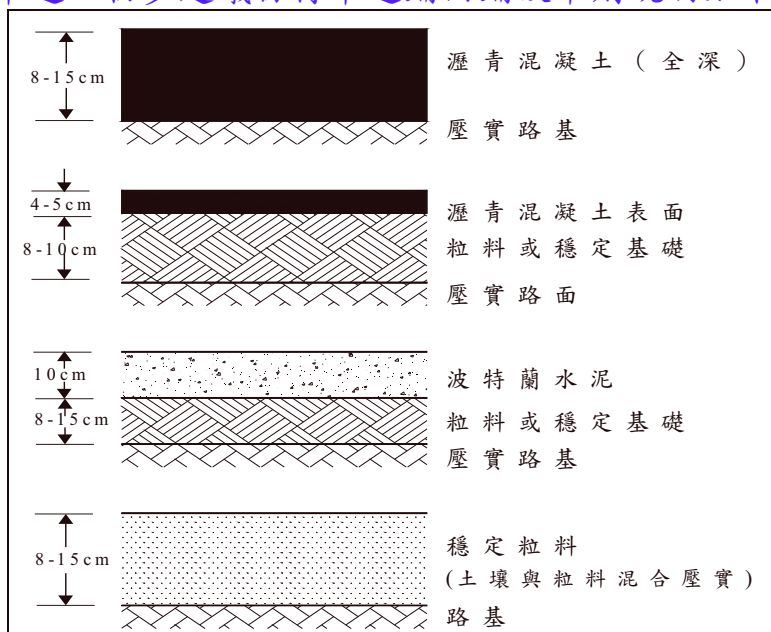 8-15cm
瀝青混凝土（全深）
壓實路基
4-5cm
瀝青混凝土表面
8-10cm
粒料或穩定基礎
壓實路面
10cm
波特蘭水泥
8-15cm
粒料或穩定基礎
壓實路基
8-15cm
穩定粒料
(土壤與粒料混合壓實)
路基